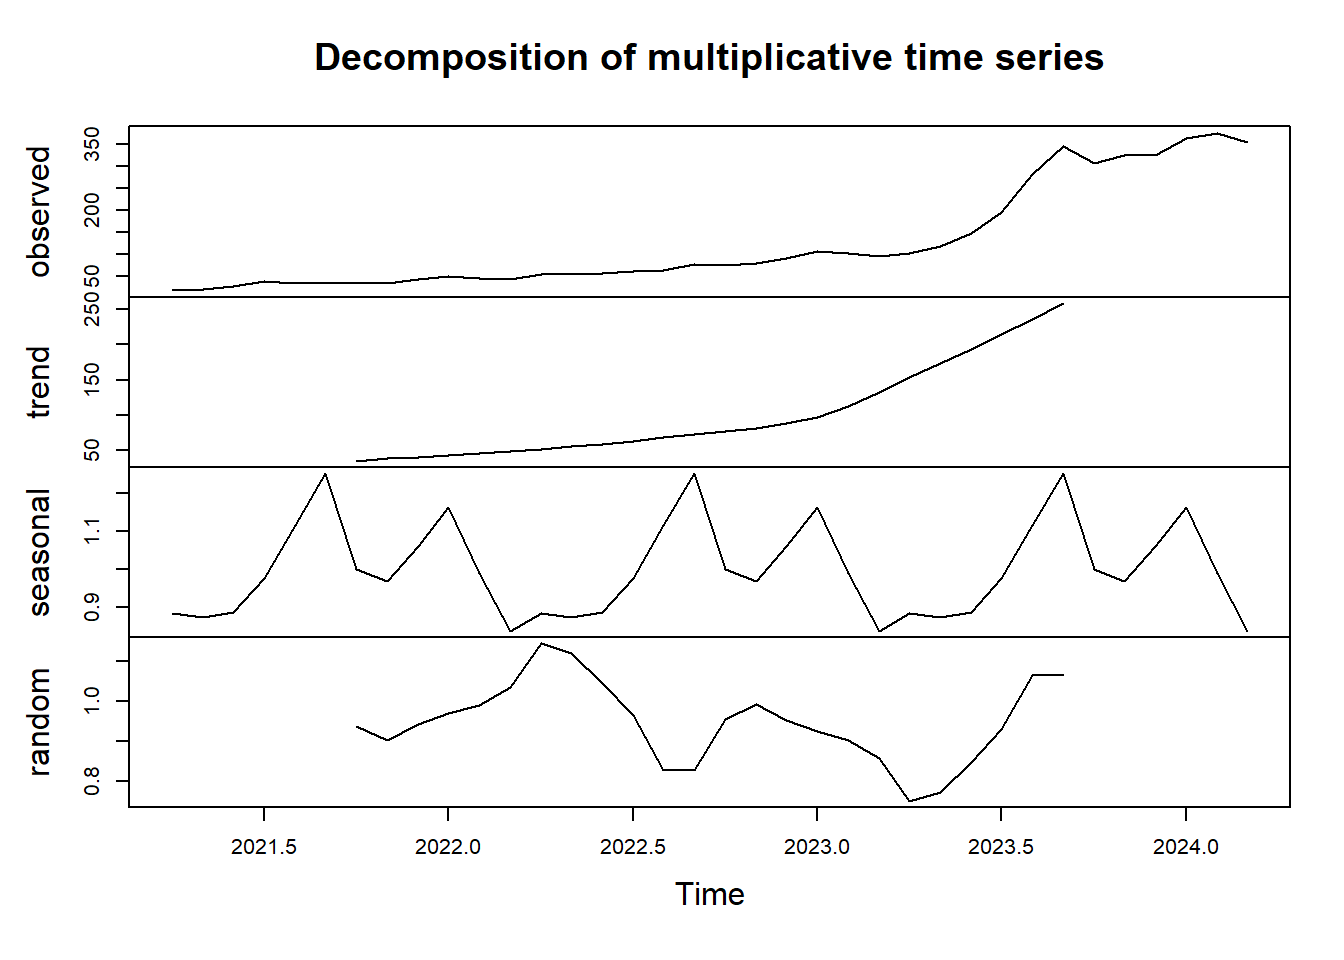 Decomposition of multiplicative time series
observed
50 200 350
trend
50 150 250
seasonal
0.9 1.1
random
0.8 1.0
2021.5 2022.0 2022.5 2023.0 2023.5 2024.0
Time